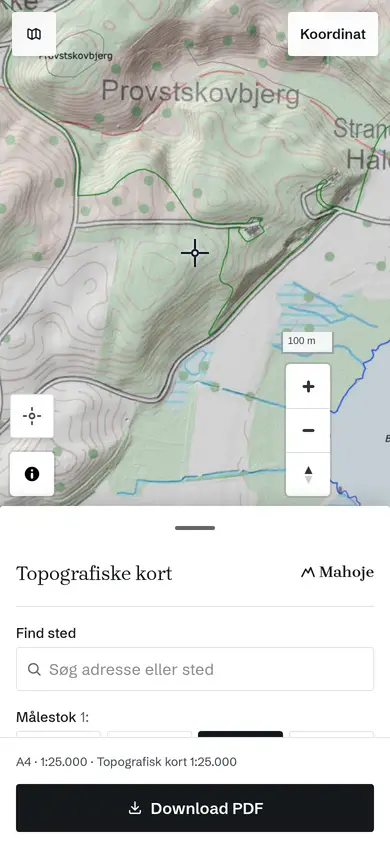 Koordinat
Provstskovbjerg
Provstskovbjerg
Stran
Hal
100 m
Topografiske kort
Mahoje
Find sted
Søg adresse eller sted
Målestok 1:
A4 · 1:25.000 · Topografisk kort 1:25.000
Download PDF